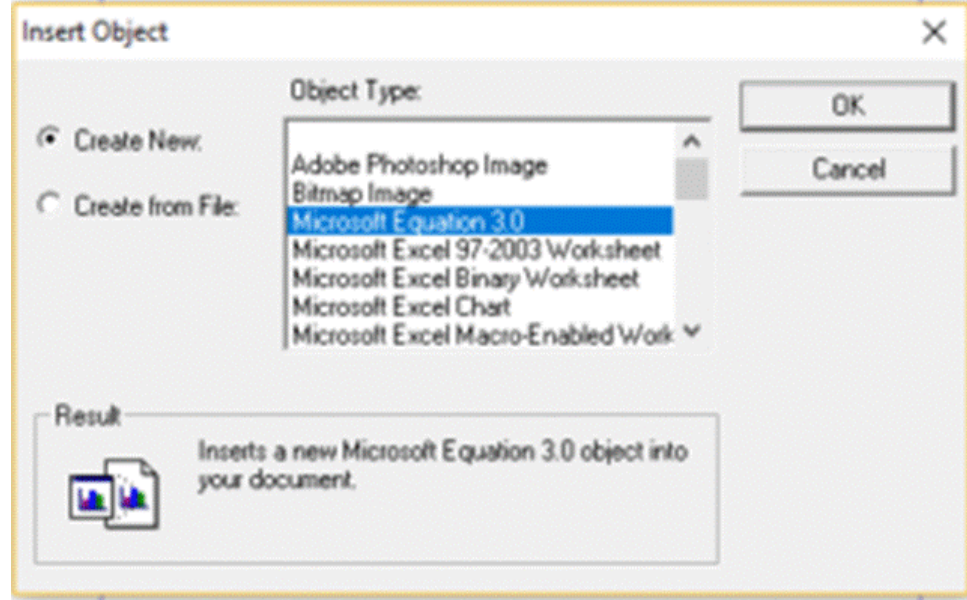 Insert Object
Object Type:
OK
Create New:
Adobe Photoshop Image
Cancel
Bitmap Image
Create from File:
Microsoft Equation 3.0
Microsoft Excel 97-2003 Worksheet
Microsoft Excel Binary Worksheet
Microsoft Excel Chart
Microsoft Excel Macro-Enabled Work
Result
Inserts a new Microsoft Equation 3.0 object into
your document.